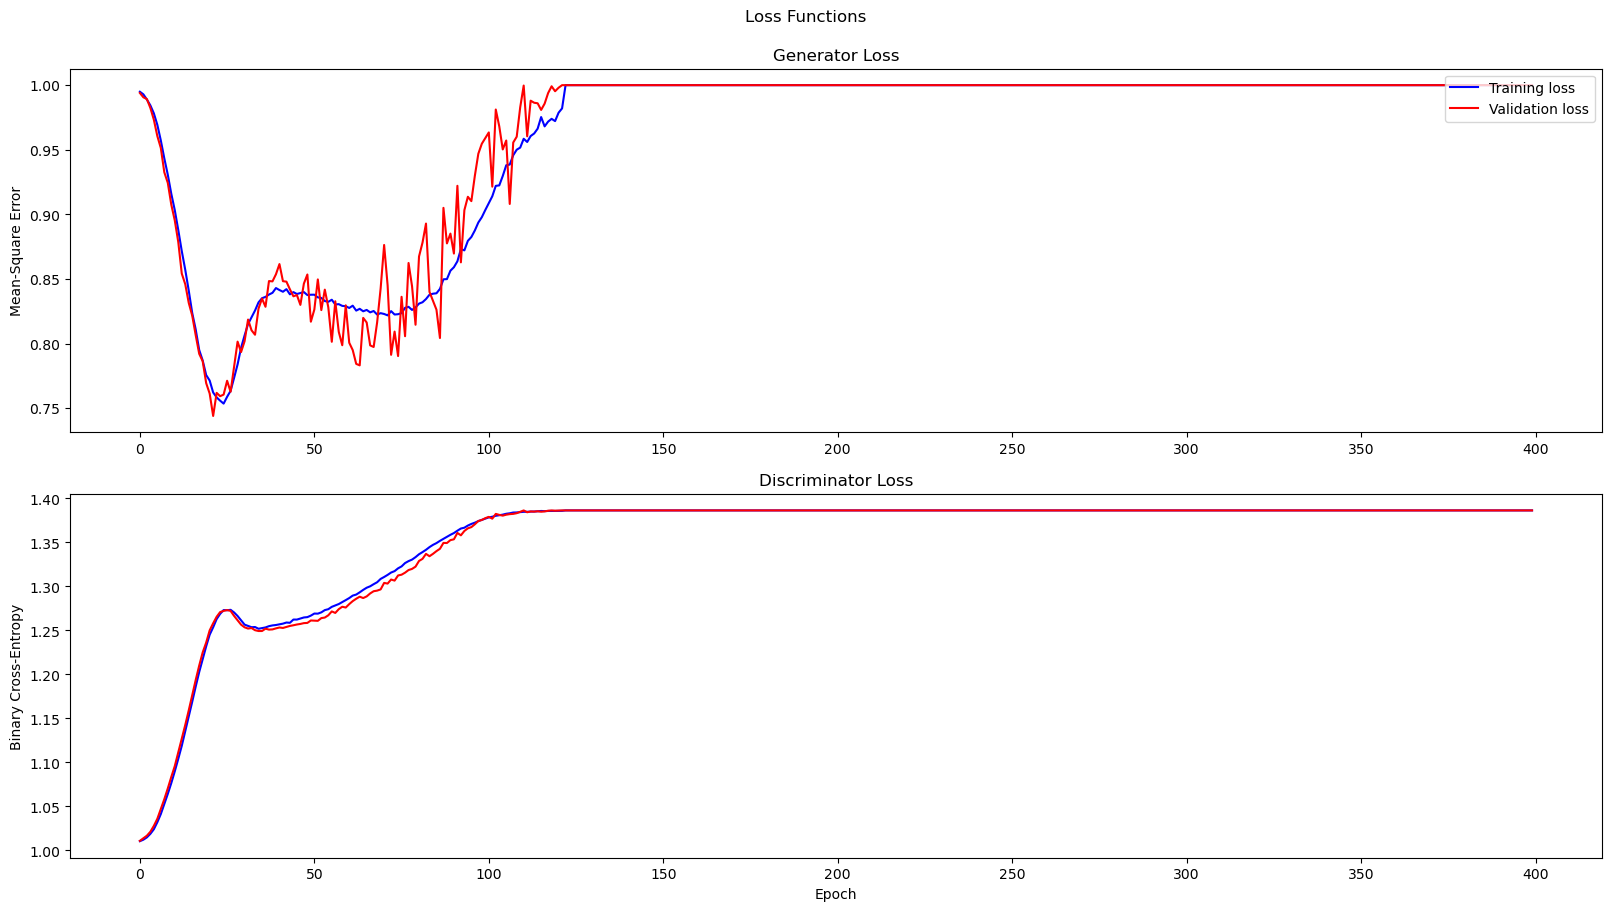 Loss Functions
Generator Loss
Mean-Square Error
1.00
0.95
0.90
0.85
0.80
0.75
Training loss
Validation loss
0 50 100 150 200 250 300 350 400
Discriminator Loss
Binary Cross-Entropy
1.40
1.35
1.30
1.25
1.20
1.15
1.10
1.05
1.00
0 50 100 150 200 250 300 350 400
Epoch